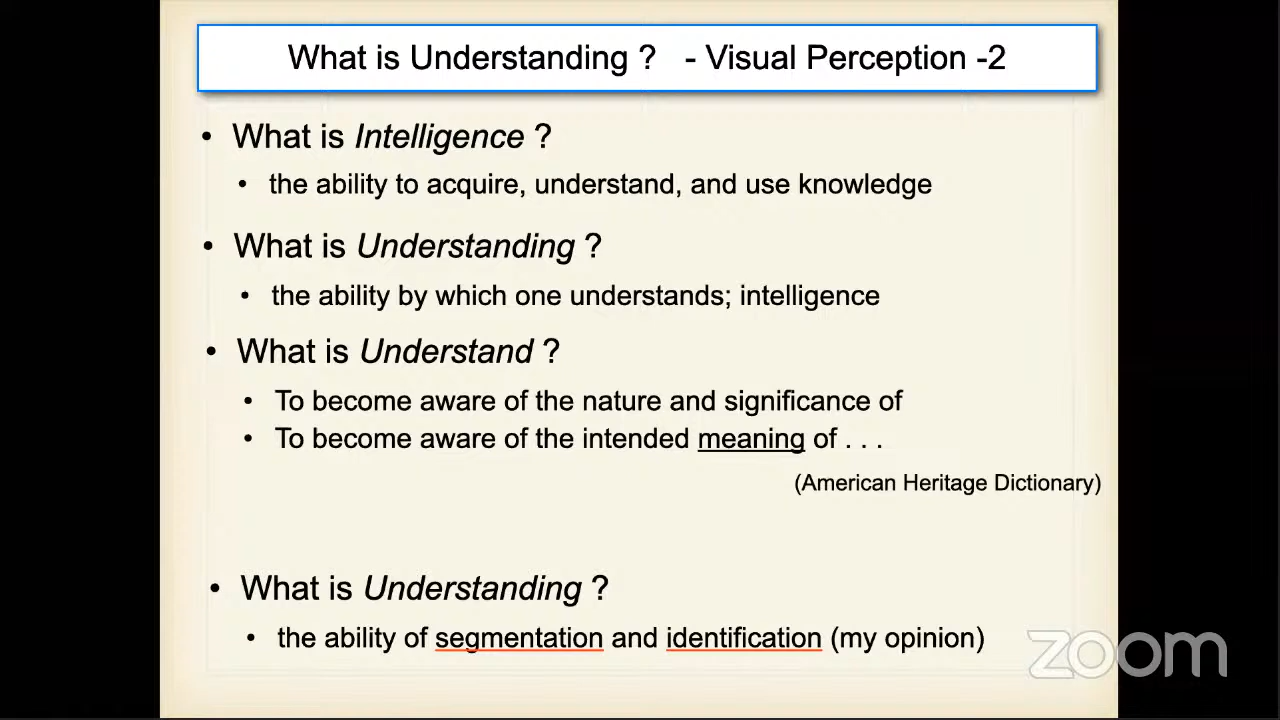 What is Understanding ? - Visual Perception -2
• What is Intelligence ?
• the ability to acquire, understand, and use knowledge
• What is Understanding ?
• the ability by which one understands; intelligence
• What is Understand ?
• To become aware of the nature and significance of
• To become aware of the intended meaning of . . .
(American Heritage Dictionary)
• What is Understanding ?
• the ability of segmentation and identification (my opinion)
zoom